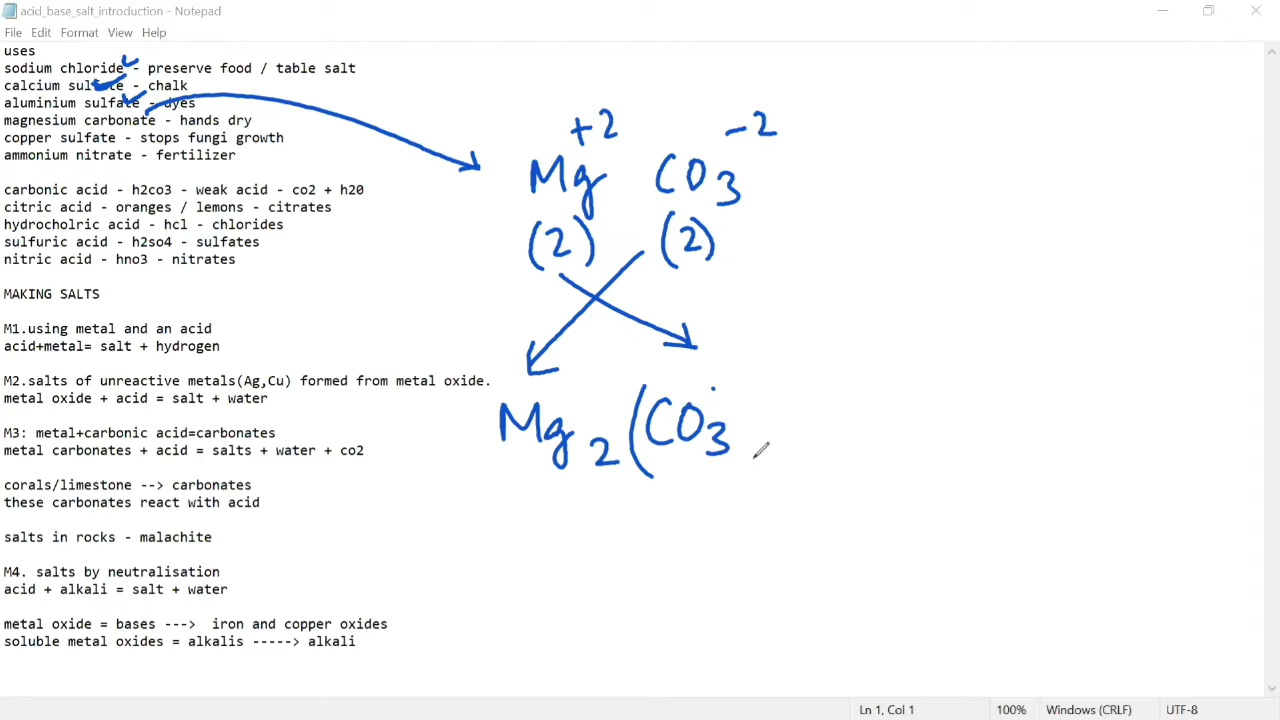 acid_base_salt_introduction - Notepad
File Edit Format View Help
uses
sodium chloride - preserve food / table salt
calcium sulfate - chalk
aluminium sulfate - dyes
magnesium carbonate - hands dry
copper sulfate - stops fungi growth
ammonium nitrate - fertilizer
carbonic acid - h2co3 - weak acid - co2 + h20
citric acid - oranges / lemons - citrates
hydrocholric acid - hcl - chlorides
sulfuric acid - h2so4 - sulfates
nitric acid - hno3 - nitrates
MAKING SALTS
M1.using metal and an acid
acid+metal= salt + hydrogen
M2.salts of unreactive metals(Ag,Cu) formed from metal oxide.
metal oxide + acid = salt + water
M3: metal+carbonic acid=carbonates
metal carbonates + acid = salts + water + co2
corals/limestone --> carbonates
these carbonates react with acid
salts in rocks - malachite
M4. salts by neutralisation
acid + alkali = salt + water
metal oxide = bases ---> iron and copper oxides
soluble metal oxides = alkalis -----> alkali
+2 -2
Mg CO3
(2) (2)
Mg2(CO3
Ln 1, Col 1 100% Windows (CRLF) UTF-8